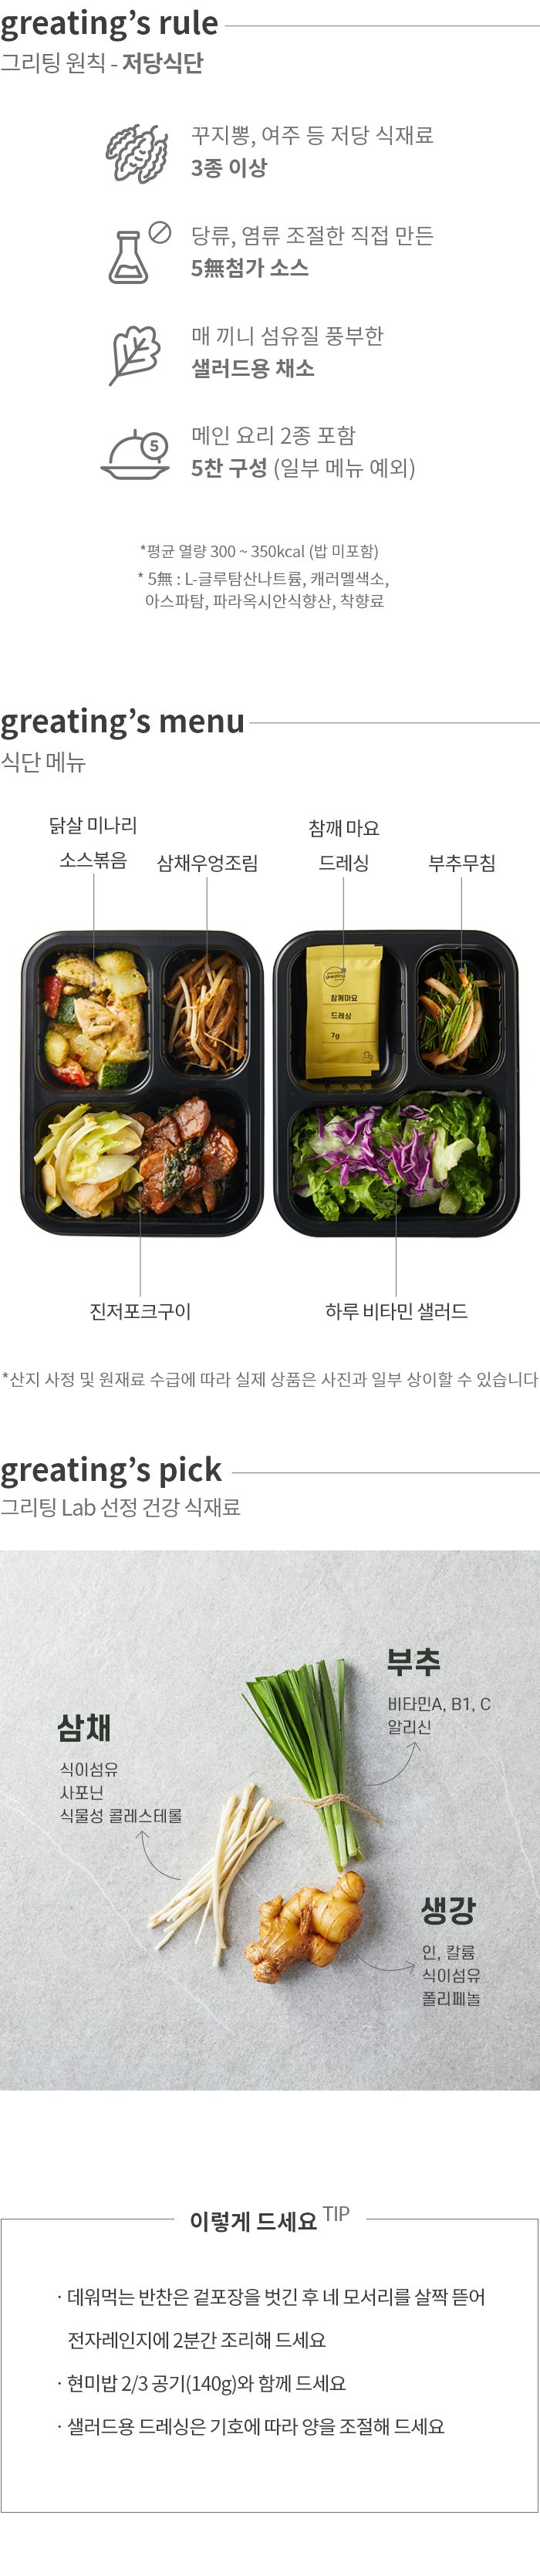 greating's rule
그리팅 원칙 - 저당식단
꾸지뽕, 여주 등 저당 식재료
3종 이상
당류, 염류 조절한 직접 만든
5無첨가 소스
매 끼니 섬유질 풍부한
샐러드용 채소
5
메인 요리 2종 포함
5찬 구성 (일부 메뉴 예외)
*평균 열량 300 ~ 350kcal (밥 미포함)
* 5無 : L-글루탐산나트륨, 캐러멜색소,
아스파탐, 파라옥시안식향산, 착향료
greating's menu
식단 메뉴
닭살 미나리
소스볶음
삼채우엉조림
참깨 마요
드레싱
부추무침
greating
참깨마요
드레싱
7g
진저포크구이
하루 비타민 샐러드
*산지 사정 및 원재료 수급에 따라 실제 상품은 사진과 일부 상이할 수 있습니다
greating's pick
그리팅 Lab 선정 건강 식재료
부추
비타민A, B1, C
알리신
삼채
식이섬유
사포닌
식물성 콜레스테롤
생강
인, 칼륨
식이섬유
폴리페놀
이렇게 드세요 TIP
· 데워먹는 반찬은 겉포장을 벗긴 후 네 모서리를 살짝 뜯어
전자레인지에 2분간 조리해 드세요
· 현미밥 2/3 공기(140g)와 함께 드세요
· 샐러드용 드레싱은 기호에 따라 양을 조절해 드세요